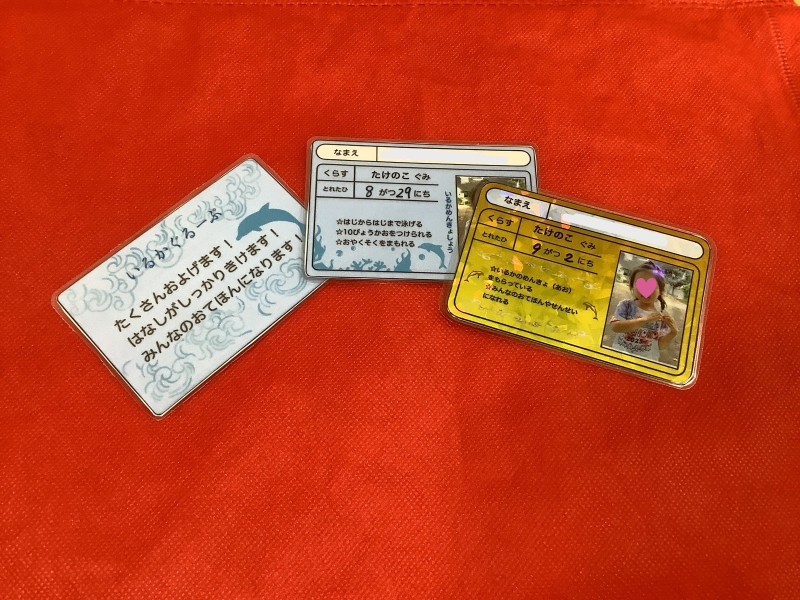 いるかぐるーぷ
たくさんおよげます!
はなしがしっかりきけます!
みんなのおてほんになります!
なまえ
くらす たけのこ ぐみ
とれたひ 8 がつ 29 にち
☆はじからはじまで泳げる
☆10びょうかおをつけられる
☆おやくそくをまもれる
いるかめんきょしょう
なまえ
くらす たけのこ ぐみ
とれたひ 9 がつ 2 にち
☆いるかのめんきょ(あお)
をもらっている
☆みんなのおてほんやせんせい
になれる